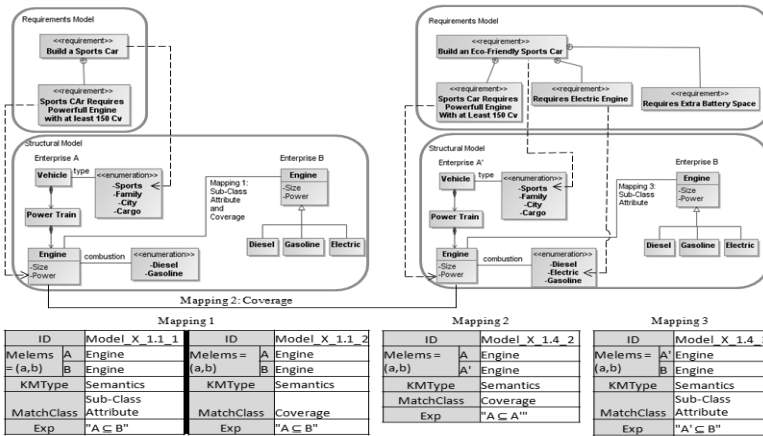 Requirements Model
<<requirement>>
Build a Sports Car
<<requirement>>
Sports CAr Requires
Powerfull Engine
with at least 150 Cv
Structural Model
Enterprise A
Vehicle
type
<<enumeration>>
-Sports
-Family
-City
-Cargo
Power Train
Engine
-Size
-Power
combustion
<<enumeration>>
-Diesel
-Gasoline
Mapping 1:
Sub-Class
Attribute
and
Coverage
Enterprise B
Engine
-Size
-Power
Diesel
Gasoline
Electric
Requirements Model
<<requirement>>
Build an Eco-Friendly Sports Car
<<requirement>>
Sports Car Requires
Powerfull Engine
With at Least 150 Cv
<<requirement>>
Requires Electric Engine
<<requirement>>
Requires Extra Battery Space
Structural Model
Enterprise A'
Vehicle
type
<<enumeration>>
-Sports
-Family
-City
-Cargo
Power Train
Engine
-Size
-Power
combustion
<<enumeration>>
-Diesel
-Electric
-Gasoline
Mapping 3:
Sub-Class
Attribute
Enterprise B
Engine
-Size
-Power
Diesel
Gasoline
Electric
Mapping 2: Coverage
Mapping 1
ID Model_X_1.1_1
Melems = (a,b) A Engine
B Engine
KMType Semantics
MatchClass Sub-Class Attribute
Exp "A ⊆ B"
ID Model_X_1.1_2
Melems = (a,b) A Engine
B Engine
KMType Semantics
MatchClass Coverage
Exp "A ⊆ B"
Mapping 2
ID Model_X_1.4_2
Melems = (a,b) A Engine
A' Engine
KMType Semantics
MatchClass Coverage
Exp "A ⊆ A'"
Mapping 3
ID
Melems = (a,b) A' Engine
B Engine
KMType Semantics
MatchClass Sub-Class Attribute
Exp "A' ⊆ B"